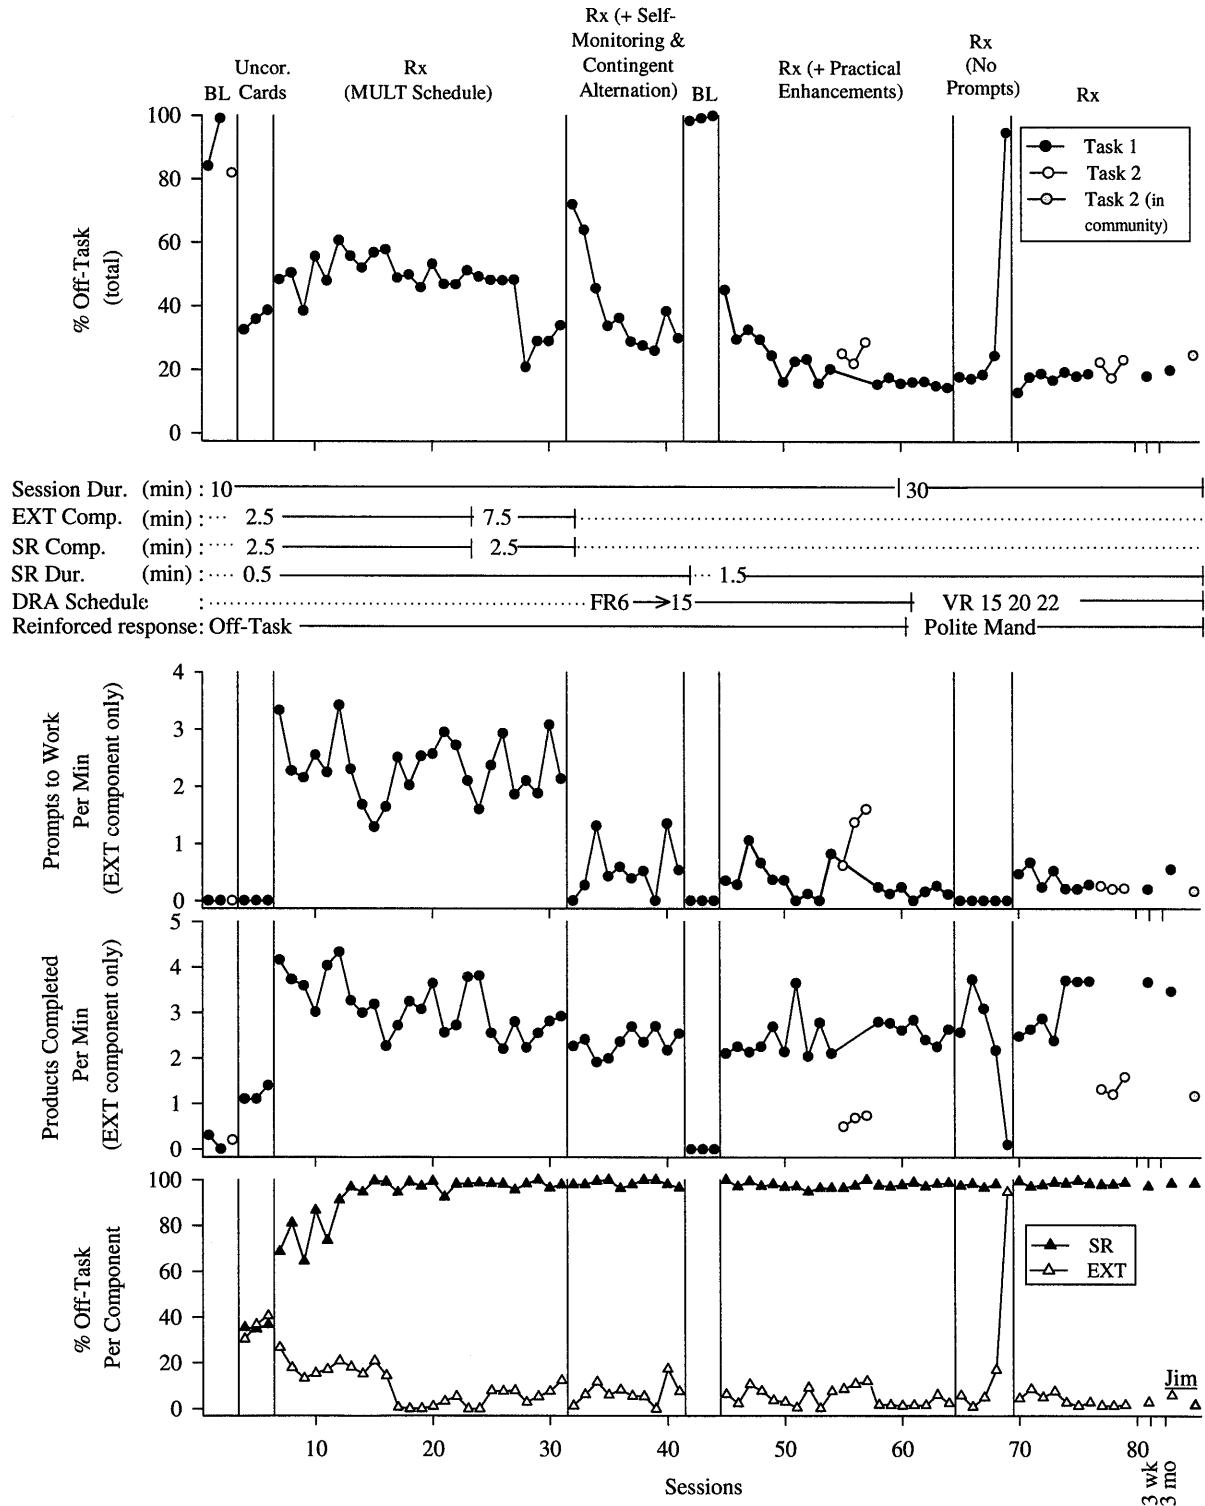 Rx (+ Self-
Monitoring &
Contingent
Alternation)
Uncor.
BL Cards
Rx
(MULT Schedule)
BL
Rx (+ Practical
Enhancements)
Rx
(No
Prompts)
Rx
% Off-Task
(total)
100
80
60
40
20
0
Task 1
Task 2
Task 2 (in
community)
Session Dur. (min) : 10 30
EXT Comp. (min) : 2.5 7.5
SR Comp. (min) : 2.5 2.5
SR Dur. (min) : 0.5 1.5
DRA Schedule : FR6 15 VR 15 20 22
Reinforced response: Off-Task Polite Mand
Prompts to Work
Per Min
(EXT component only)
4
3
2
1
0
Products Completed
Per Min
(EXT component only)
5
4
3
2
1
0
% Off-Task
Per Component
100
80
60
40
20
0
SR
EXT
Jim
10 20 30 40 50 60 70 80
3 wk
3 mo
Sessions